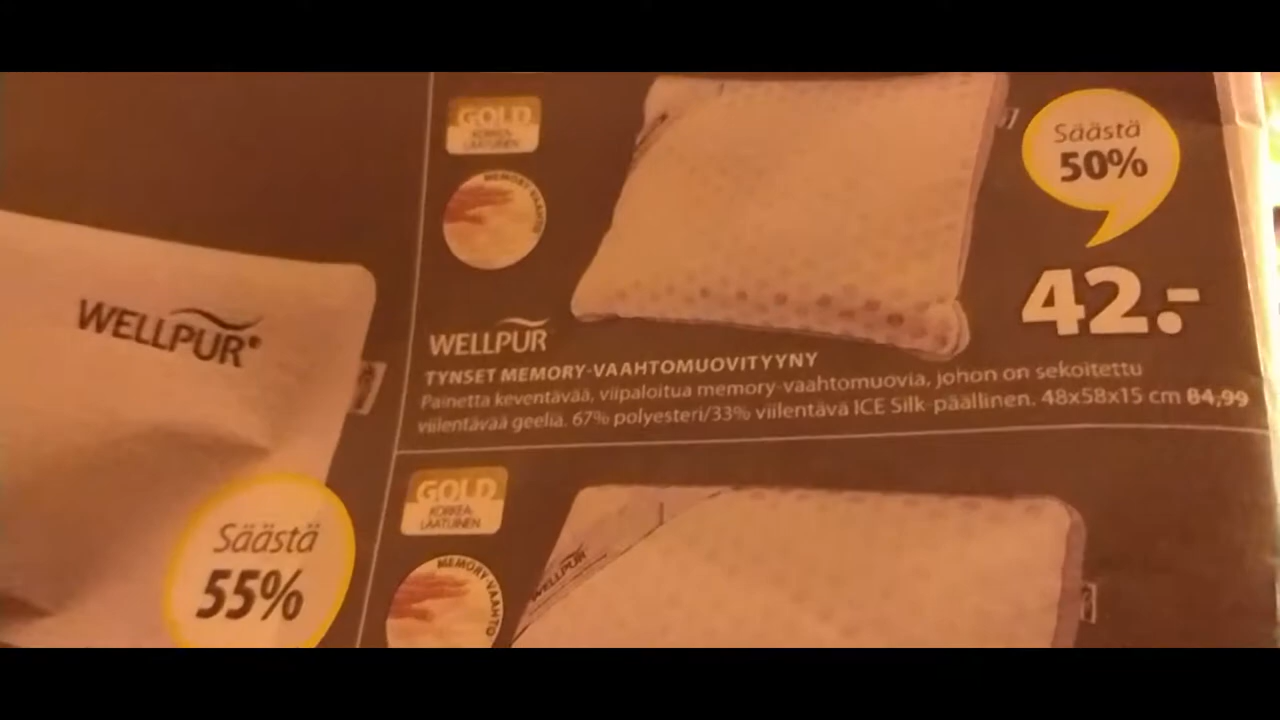 GOLD
KORKEA-
LAATUINEN
MEMORY-VAAHTO
Säästä
50%
42.-
WELLPUR
TYNSET MEMORY-VAAHTOMUOVITYYNY
Painetta keventävää, viipaloitua memory-vaahtomuovia, johon on sekoitettu
viilentävää geeliä. 67% polyesteri/33% viilentävä ICE Silk-päällinen. 48x58x15 cm 84,99
WELLPUR®
Säästä
55%
GOLD
KORKEA-
LAATUINEN
MEMORY-VAAHTO
WELLPUR